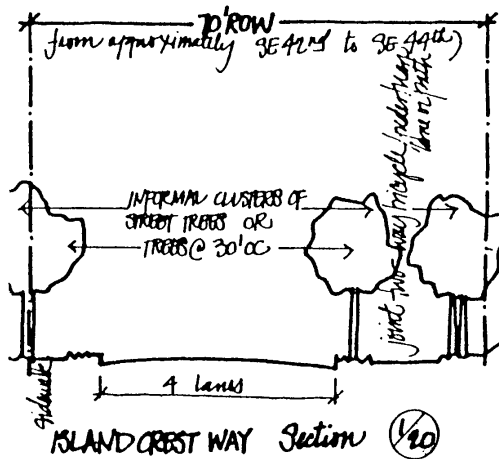 70' ROW
from approximately SE 42nd to SE 44th)
joint two-way bicycle/pedestrian
lane or path
INFORMAL CLUSTERS OF
STREET TREES OR
TREES @ 30' OC
sidewalk
4 lanes
ISLAND CREST WAY Section 1/20